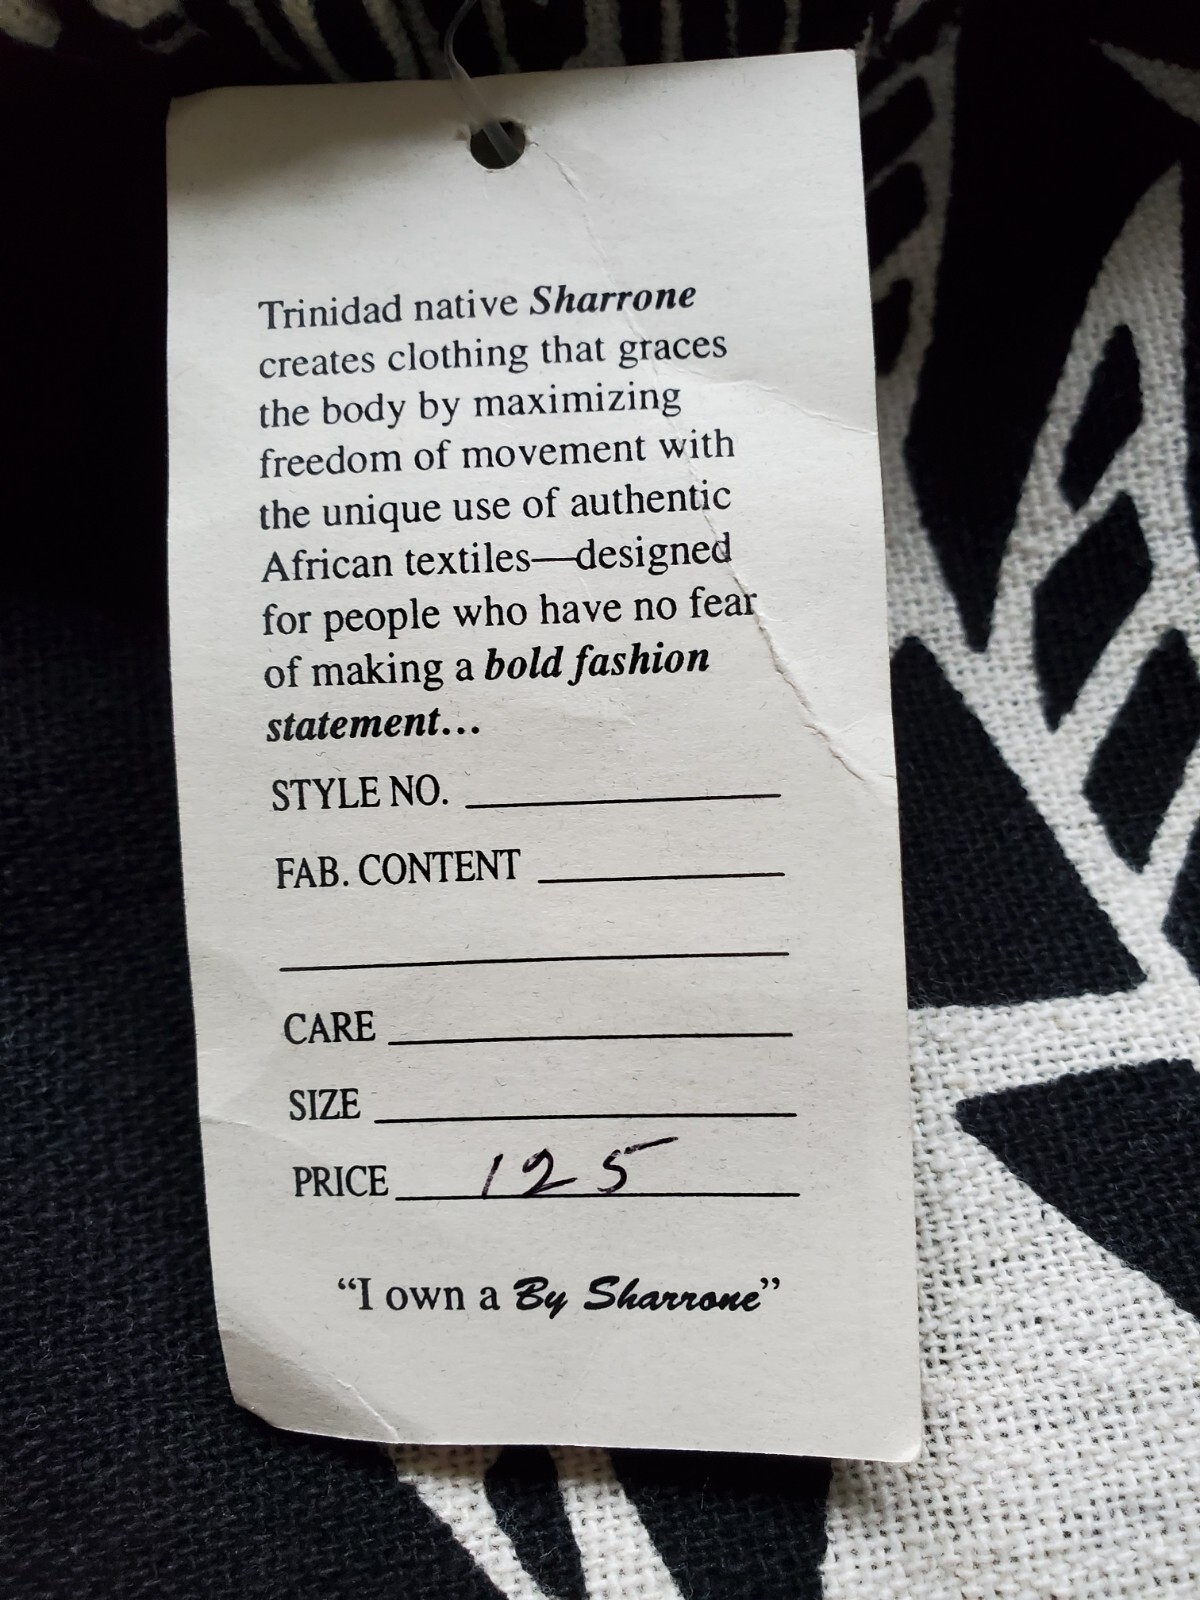 Trinidad native Sharrone
creates clothing that graces
the body by maximizing
freedom of movement with
the unique use of authentic
African textiles—designed
for people who have no fear
of making a bold fashion
statement...
STYLE NO.
FAB. CONTENT
CARE
SIZE
PRICE 125
“I own a By Sharrone”